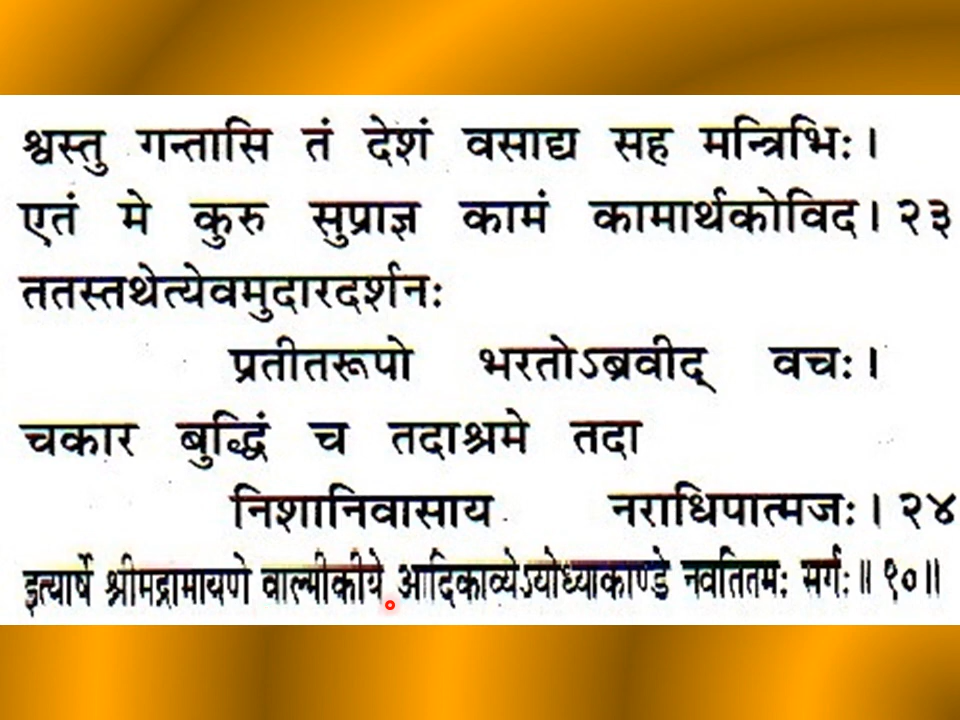 श्वस्तु गन्तासि तं देशं वसाद्य सह मन्त्रिभिः ।
एतं मे कुरु सुप्राज्ञ कामं कामार्थकोविद । २३
ततस्तथेत्येवमुदारदर्शनः
प्रतीतरूपो भरतोऽब्रवीद् वचः ।
चकार बुद्धिं च तदाश्रमे तदा
निशानिवासाय नराधिपात्मजः । २४
इत्यार्षे श्रीमद्रामायणे वाल्मीकीये आदिकाव्येऽयोध्याकाण्डे नवतितमः सर्गः ॥ ९० ॥